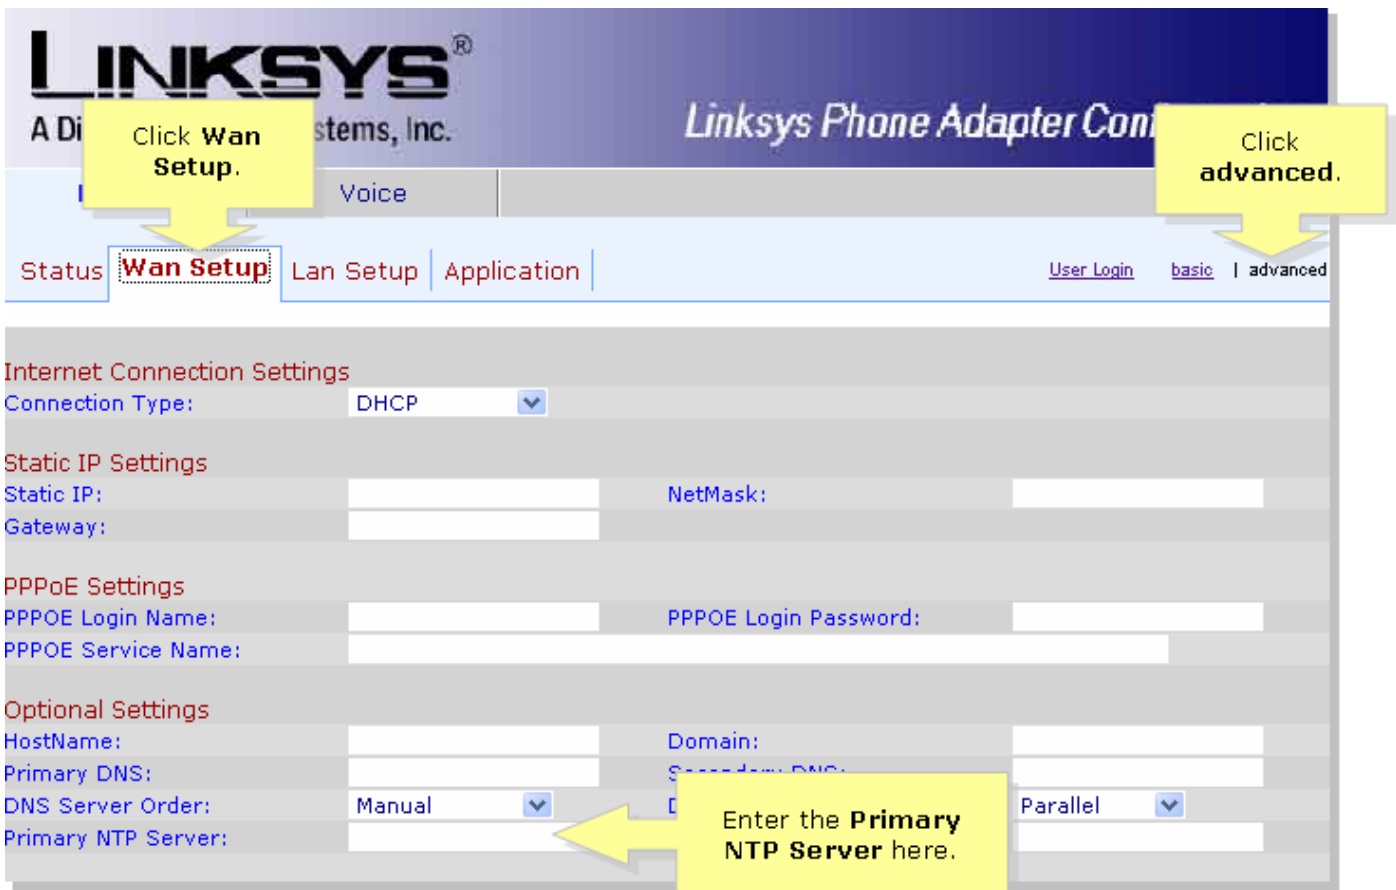 LINKSYS®
A Di stems, Inc.
Linksys Phone Adapter Con
Click Wan
Setup.
Click
advanced.
Voice
Status Wan Setup Lan Setup Application User Login basic | advanced
Internet Connection Settings
Connection Type: DHCP
Static IP Settings
Static IP: NetMask:
Gateway:
PPPoE Settings
PPPOE Login Name: PPPOE Login Password:
PPPOE Service Name:
Optional Settings
HostName: Domain:
Primary DNS: Secondary DNS:
DNS Server Order: Manual Parallel
Primary NTP Server:
Enter the Primary
NTP Server here.